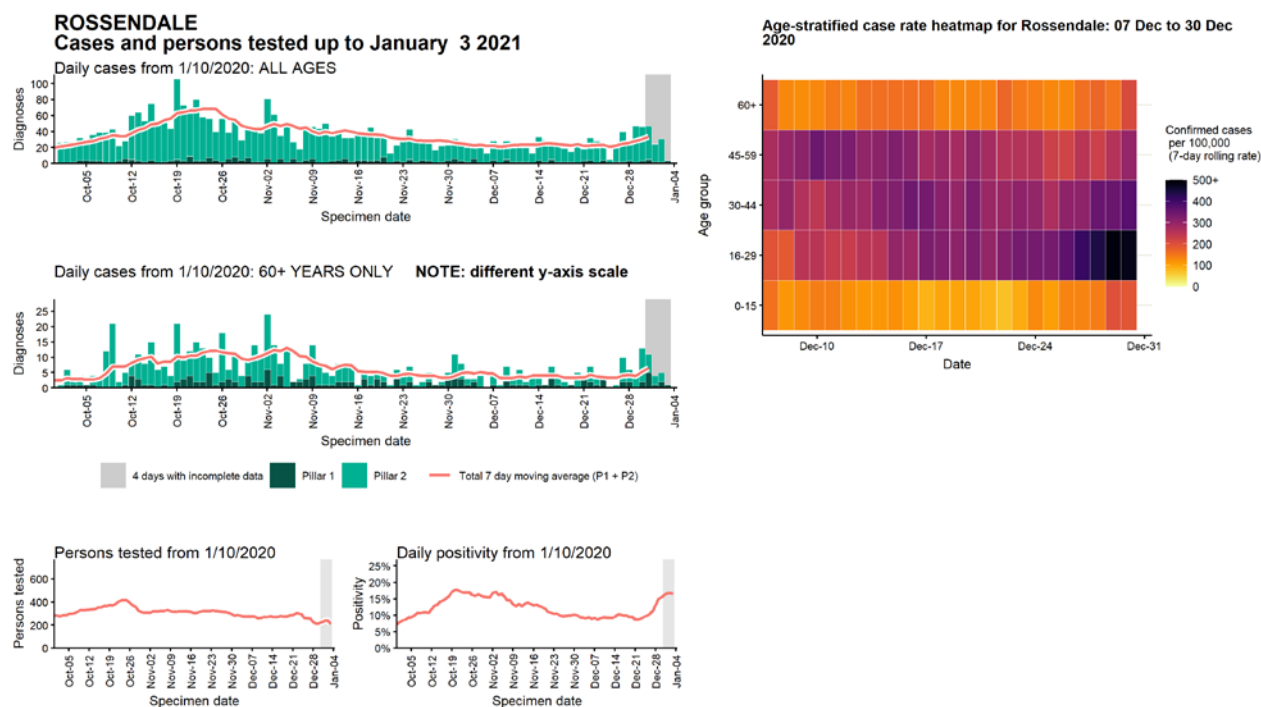 ROSSENDALE
Cases and persons tested up to January 3 2021
Daily cases from 1/10/2020: ALL AGES
Diagnoses
100
80
60
40
20
0
Oct-05
Oct-12
Oct-19
Oct-26
Nov-02
Nov-09
Nov-16
Nov-23
Nov-30
Dec-07
Dec-14
Dec-21
Dec-28
Jan-04
Specimen date
Daily cases from 1/10/2020: 60+ YEARS ONLY NOTE: different y-axis scale
Diagnoses
25
20
15
10
5
0
Oct-05
Oct-12
Oct-19
Oct-26
Nov-02
Nov-09
Nov-16
Nov-23
Nov-30
Dec-07
Dec-14
Dec-21
Dec-28
Jan-04
Specimen date
4 days with incomplete data Pillar 1 Pillar 2 Total 7 day moving average (P1 + P2)
Persons tested from 1/10/2020
Persons tested
600
400
200
0
Oct-05
Oct-12
Oct-19
Oct-26
Nov-02
Nov-09
Nov-16
Nov-23
Nov-30
Dec-07
Dec-14
Dec-21
Dec-28
Jan-04
Specimen date
Daily positivity from 1/10/2020
Positivity
25%
20%
15%
10%
5%
0%
Oct-05
Oct-12
Oct-19
Oct-26
Nov-02
Nov-09
Nov-16
Nov-23
Nov-30
Dec-07
Dec-14
Dec-21
Dec-28
Jan-04
Specimen date
Age-stratified case rate heatmap for Rossendale: 07 Dec to 30 Dec
2020
Age group
60+
45-59
30-44
16-29
0-15
Dec-10
Dec-17
Dec-24
Dec-31
Date
Confirmed cases
per 100,000
(7-day rolling rate)
500+
400
300
200
100
0